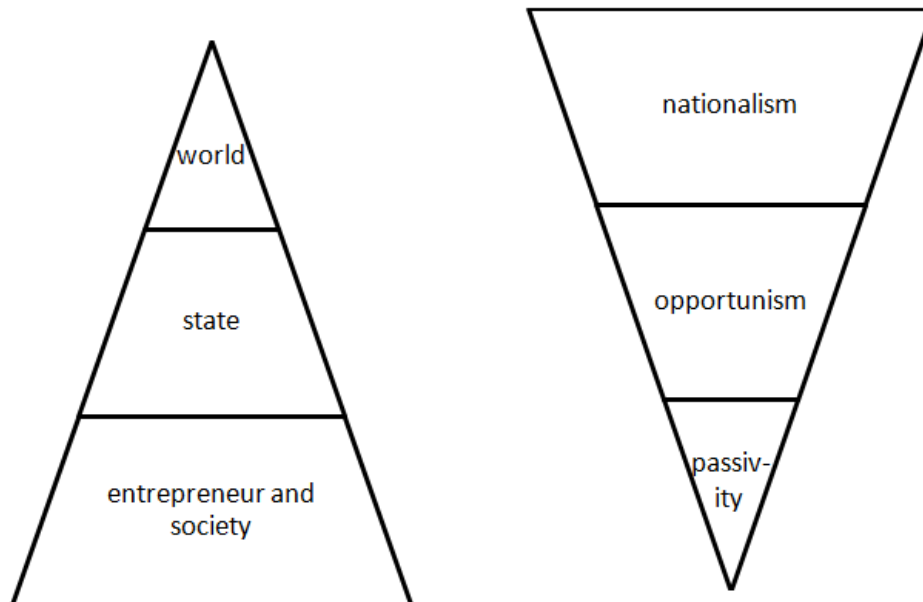 world
state
entrepreneur and
society
nationalism
opportunism
passiv-
ity